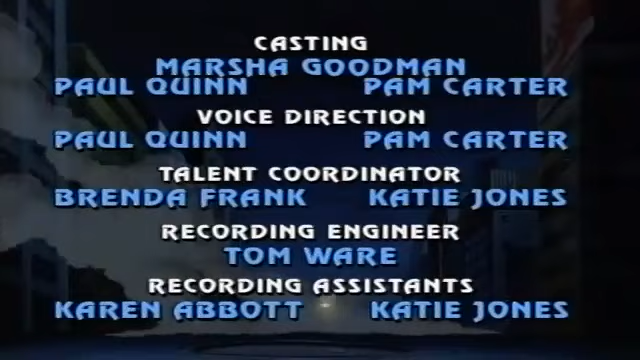 CASTING
MARSHA GOODMAN
PAUL QUINN PAM CARTER
VOICE DIRECTION
PAUL QUINN PAM CARTER
TALENT COORDINATOR
BRENDA FRANK KATIE JONES
RECORDING ENGINEER
TOM WARE
RECORDING ASSISTANTS
KAREN ABBOTT KATIE JONES